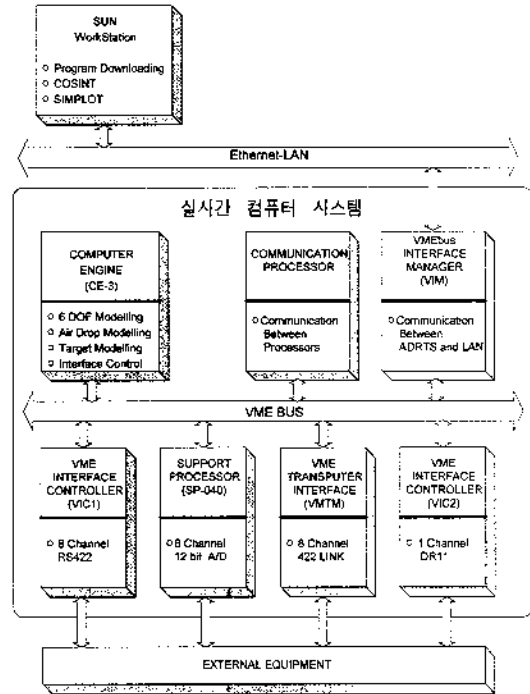 SUN
WorkStation
○ Program Downloading
○ COSINT
○ SIMPLOT
Ethernet-LAN
실시간 컴퓨터 시스템
COMPUTER
ENGINE
(CE-3)
○ 6 DOF Modelling
○ Air Drop Modelling
○ Target Modelling
○ Interface Control
COMMUNICATION
PROCESSOR
○ Communication
Between
Processors
VMEbus
INTERFACE
MANAGER
(VIM)
○ Communication
Between
ADRTS and LAN
VME BUS
VME
INTERFACE
CONTROLLER
(VIC1)
○ 8 Channel
RS422
SUPPORT
PROCESSOR
(SP-040)
○ 8 Channel
12 bit A/D
VME
TRANSPUTER
INTERFACE
(VMTM)
○ 8 Channel
422 LINK
VME
INTERFACE
CONTROLLER
(VIC2)
○ 1 Channel
DR11
EXTERNAL EQUIPMENT